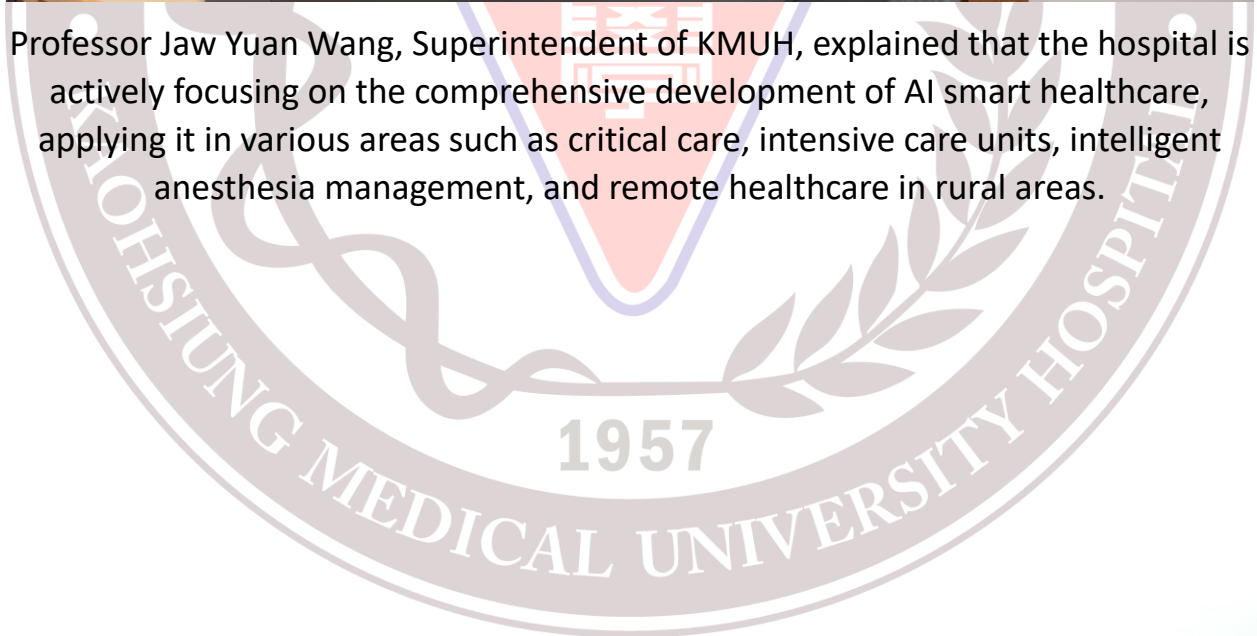 Professor Jaw Yuan Wang, Superintendent of KMUH, explained that the hospital is
actively focusing on the comprehensive development of AI smart healthcare,
applying it in various areas such as critical care, intensive care units, intelligent
anesthesia management, and remote healthcare in rural areas.
1957
KAOHSIUNG MEDICAL UNIVERSITY HOSPITAL